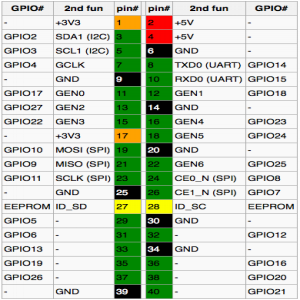 GPIO# 2nd fun pin# pin# 2nd fun GPIO#
- +3V3 1 2 +5V -
GPIO2 SDA1 (I2C) 3 4 +5V -
GPIO3 SCL1 (I2C) 5 6 GND -
GPIO4 GCLK 7 8 TXD0 (UART) GPIO14
- GND 9 10 RXD0 (UART) GPIO15
GPIO17 GEN0 11 12 GEN1 GPIO18
GPIO27 GEN2 13 14 GND -
GPIO22 GEN3 15 16 GEN4 GPIO23
- +3V3 17 18 GEN5 GPIO24
GPIO10 MOSI (SPI) 19 20 GND -
GPIO9 MISO (SPI) 21 22 GEN6 GPIO25
GPIO11 SCLK (SPI) 23 24 CE0_N (SPI) GPIO8
- GND 25 26 CE1_N (SPI) GPIO7
EEPROM ID_SD 27 28 ID_SC EEPROM
GPIO5 - 29 30 GND -
GPIO6 - 31 32 - GPIO12
GPIO13 - 33 34 GND -
GPIO19 - 35 36 - GPIO16
GPIO26 - 37 38 - GPIO20
- GND 39 40 - GPIO21